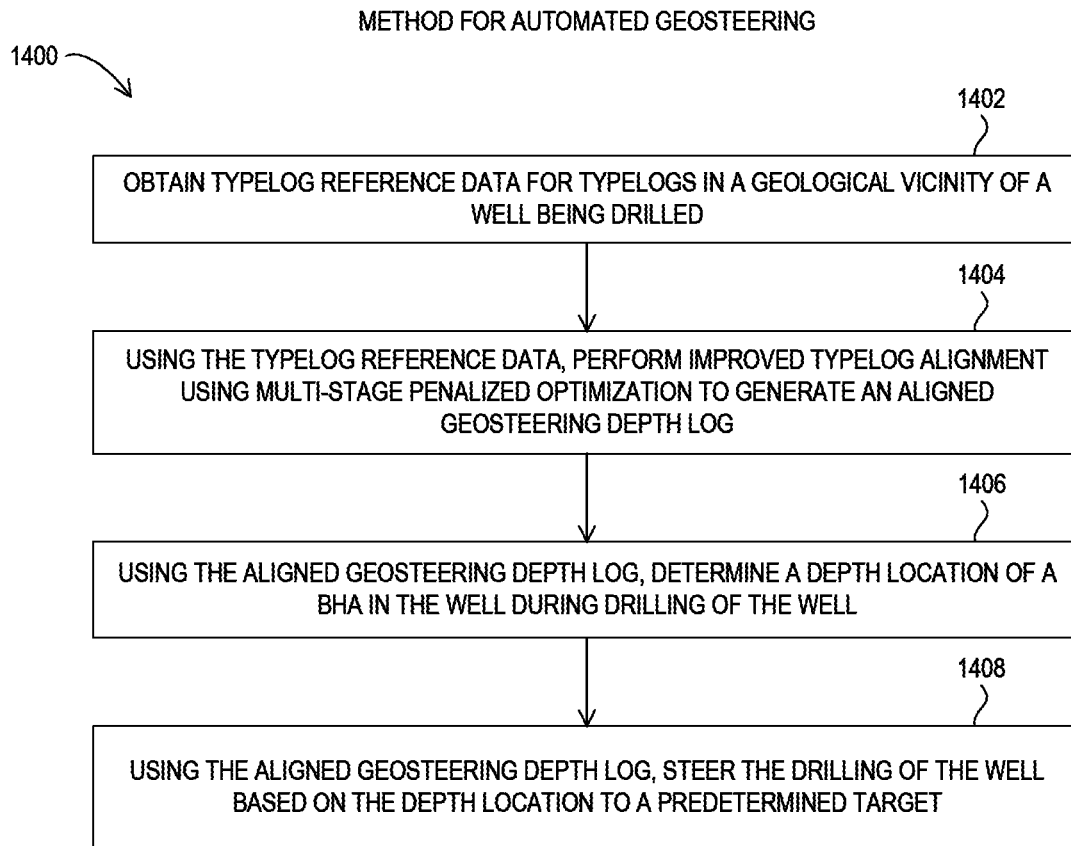 METHOD FOR AUTOMATED GEOSTEERING
1400
1402
OBTAIN TYPELOG REFERENCE DATA FOR TYPELOGS IN A GEOLOGICAL VICINITY OF A
WELL BEING DRILLED
1404
USING THE TYPELOG REFERENCE DATA, PERFORM IMPROVED TYPELOG ALIGNMENT
USING MULTI-STAGE PENALIZED OPTIMIZATION TO GENERATE AN ALIGNED
GEOSTEERING DEPTH LOG
1406
USING THE ALIGNED GEOSTEERING DEPTH LOG, DETERMINE A DEPTH LOCATION OF A
BHA IN THE WELL DURING DRILLING OF THE WELL
1408
USING THE ALIGNED GEOSTEERING DEPTH LOG, STEER THE DRILLING OF THE WELL
BASED ON THE DEPTH LOCATION TO A PREDETERMINED TARGET